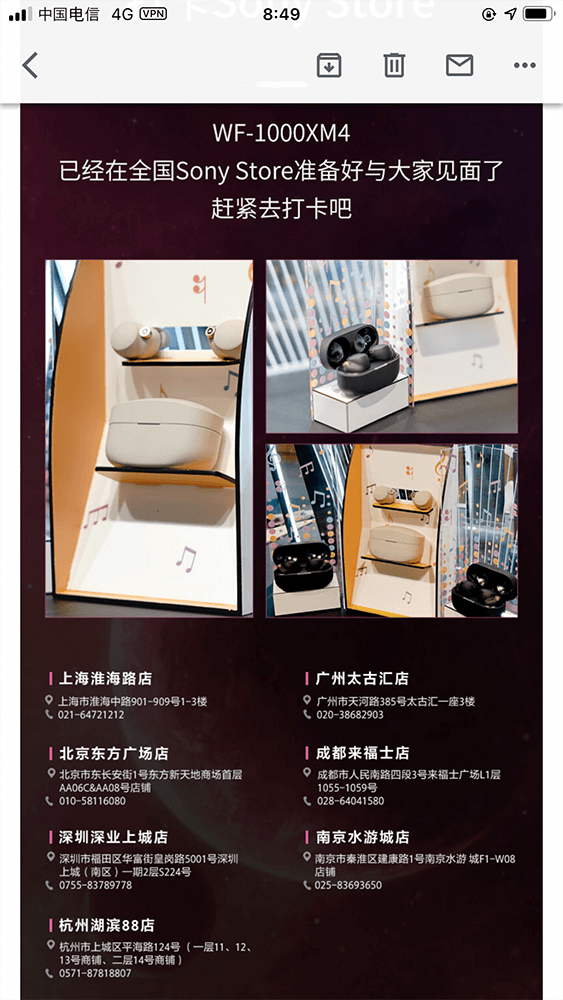 中国电信 4G VPN 8:49
卡Sony Store
WF-1000XM4
已经在全国Sony Store准备好与大家见面了
赶紧去打卡吧
上海淮海路店
上海市淮海中路901-909号1-3楼
021-64721212
广州太古汇店
广州市天河路385号太古汇一座3楼
020-38682903
北京东方广场店
北京市东长安街1号东方新天地商场首层
AA06C&AA08号店铺
010-58116080
成都来福士店
成都市人民南路四段3号来福士广场L1层
1055-1059号
028-64041580
深圳深业上城店
深圳市福田区华富街皇岗路5001号深圳
上城（南区）一期2层S224号
0755-83789778
南京水游城店
南京市秦淮区建康路1号南京水游 城F1-W08
店铺
025-83693650
杭州湖滨88店
杭州市上城区平海路124号（一层11、12、
13号商铺、二层14号商铺）
0571-87818807